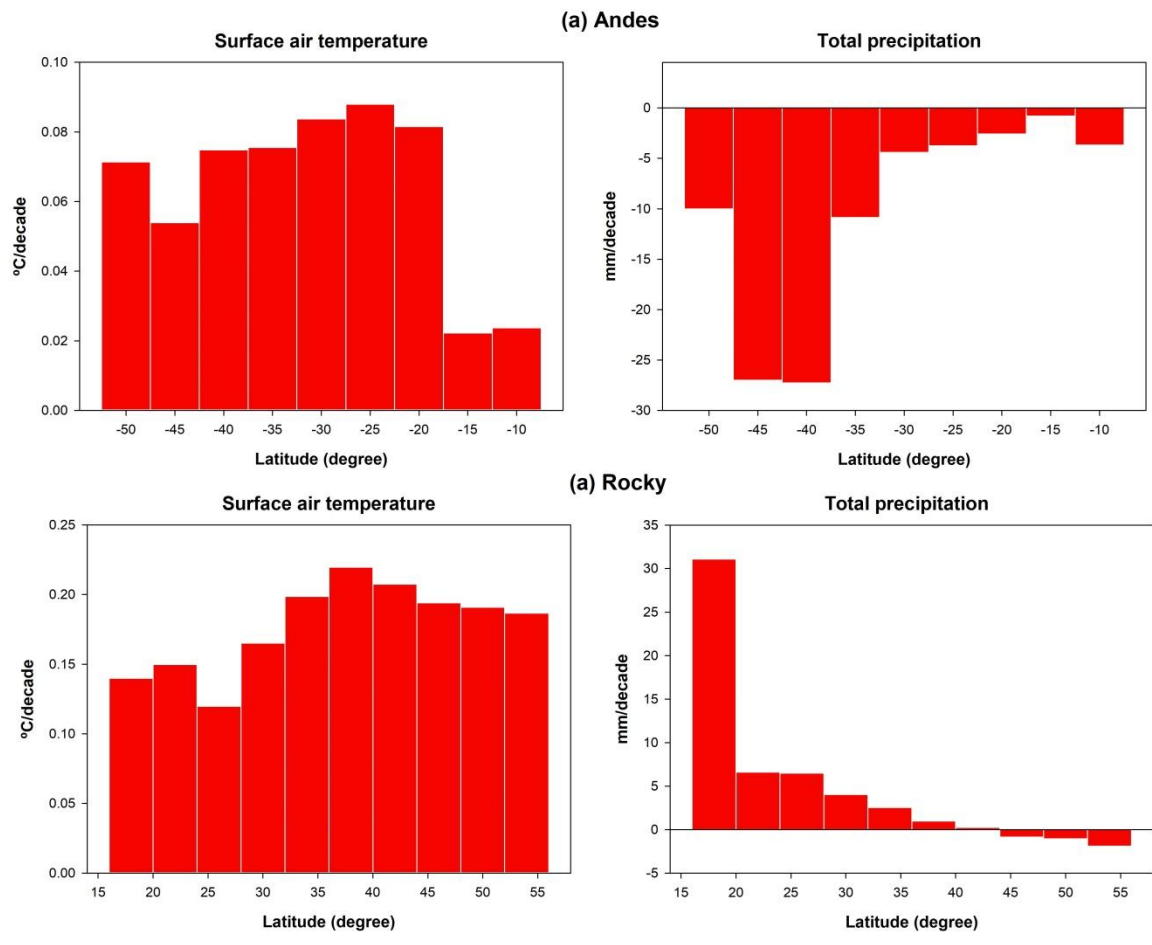 (a) Andes
Surface air temperature
Total precipitation
0.10
0.08
0.06
0.04
0.02
0.00
ºC/decade
-50 -45 -40 -35 -30 -25 -20 -15 -10
Latitude (degree)
0
-5
-10
-15
-20
-25
-30
mm/decade
-50 -45 -40 -35 -30 -25 -20 -15 -10
Latitude (degree)
(a) Rocky
Surface air temperature
Total precipitation
0.25
0.20
0.15
0.10
0.05
0.00
ºC/decade
15 20 25 30 35 40 45 50 55
Latitude (degree)
35
30
25
20
15
10
5
0
-5
mm/decade
15 20 25 30 35 40 45 50 55
Latitude (degree)